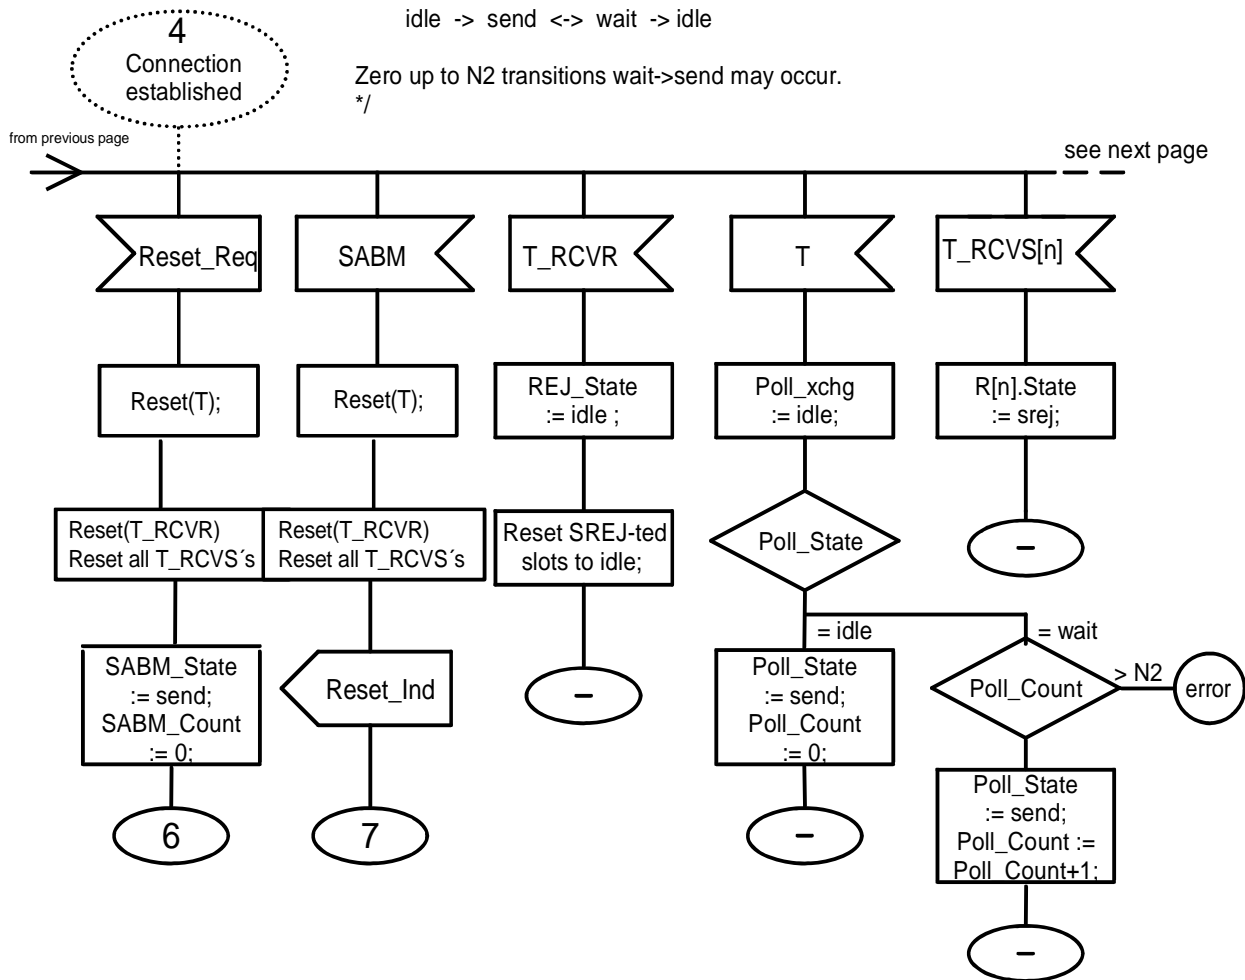 idle -> send <-> wait -> idle
4
Connection
established
Zero up to N2 transitions wait->send may occur.
*/
from previous page
see next page
Reset_Req
SABM
T_RCVR
T
T_RCVS[n]
Reset(T);
Reset(T);
REJ_State
:= idle ;
Poll_xchg
:= idle;
R[n].State
:= srej;
Reset(T_RCVR)
Reset all T_RCVS´s
Reset(T_RCVR)
Reset all T_RCVS´s
Reset SREJ-ted
slots to idle;
Poll_State
–
= idle
= wait
SABM_State
:= send;
SABM_Count
:= 0;
Reset_Ind
–
Poll_State
:= send;
Poll_Count
:= 0;
Poll_Count
> N2
error
6
7
–
Poll_State
:= send;
Poll_Count :=
Poll_Count+1;
–